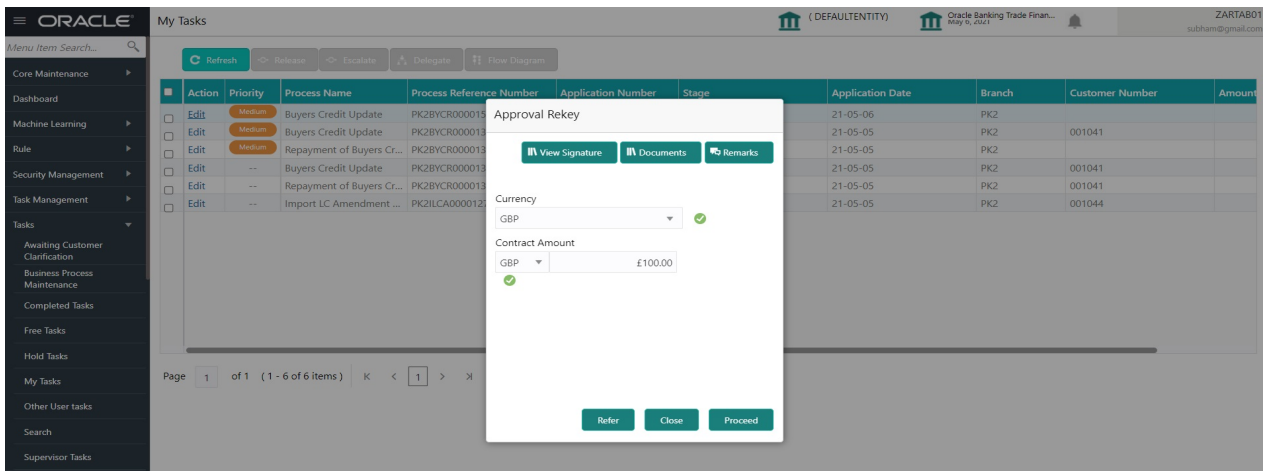 ORACLE
My Tasks
( DEFAULTENTITY)
Oracle Banking Trade Finan...
May 6, 2021
ZARTAB01
subham@gmail.com
Menu Item Search...
Core Maintenance
Dashboard
Machine Learning
Rule
Security Management
Task Management
Tasks
Awaiting Customer
Clarification
Business Process
Maintenance
Completed Tasks
Free Tasks
Hold Tasks
My Tasks
Other User tasks
Search
Supervisor Tasks
Refresh Release Escalate Delegate Flow Diagram
Action Priority Process Name Process Reference Number Application Number Stage Application Date Branch Customer Number Amount
Edit Medium Buyers Credit Update PK2BYCR000015 21-05-06 PK2
Edit Medium Buyers Credit Update PK2BYCR000013 21-05-05 PK2 001041
Edit Medium Repayment of Buyers Cr... PK2BYCR000013 21-05-05 PK2
Edit -- Buyers Credit Update PK2BYCR000013 21-05-05 PK2 001041
Edit -- Repayment of Buyers Cr... PK2BYCR000013 21-05-05 PK2 001041
Edit -- Import LC Amendment ... PK2ILCA0000127 21-05-05 PK2 001044
Page 1 of 1 (1 - 6 of 6 items) K < 1 > >|
Approval Rekey
View Signature Documents Remarks
Currency
GBP
Contract Amount
GBP £100.00
Refer Close Proceed